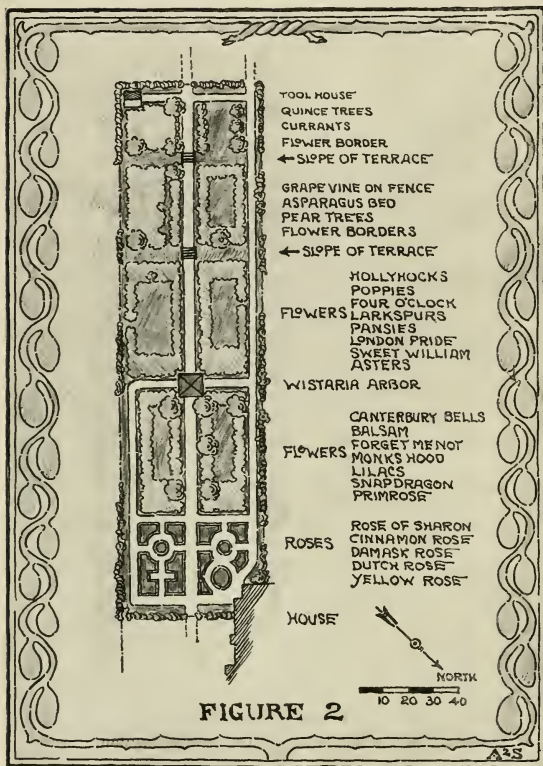 TOOL HOUSE
QUINCE TREES
CURRANTS
FLOWER BORDER
←SLOPE OF TERRACE
GRAPE VINE ON FENCE
ASPARAGUS BED
PEAR TREES
FLOWER BORDERS
←SLOPE OF TERRACE
HOLLYHOCKS
POPPIES
FOUR O'CLOCK
FLOWERS LARKSPURS
PANSIES
LONDON PRIDE
SWEET WILLIAM
ASTERS
WISTARIA ARBOR
CANTERBURY BELLS
BALSAM
FLOWERS FORGET ME NOT
MONKS HOOD
LILACS
SNAPDRAGON
PRIMROSE
ROSE OF SHARON
ROSES CINNAMON ROSE
DAMASK ROSE
DUTCH ROSE
YELLOW ROSE
HOUSE
NORTH
10 20 30 40
FIGURE 2
A2S